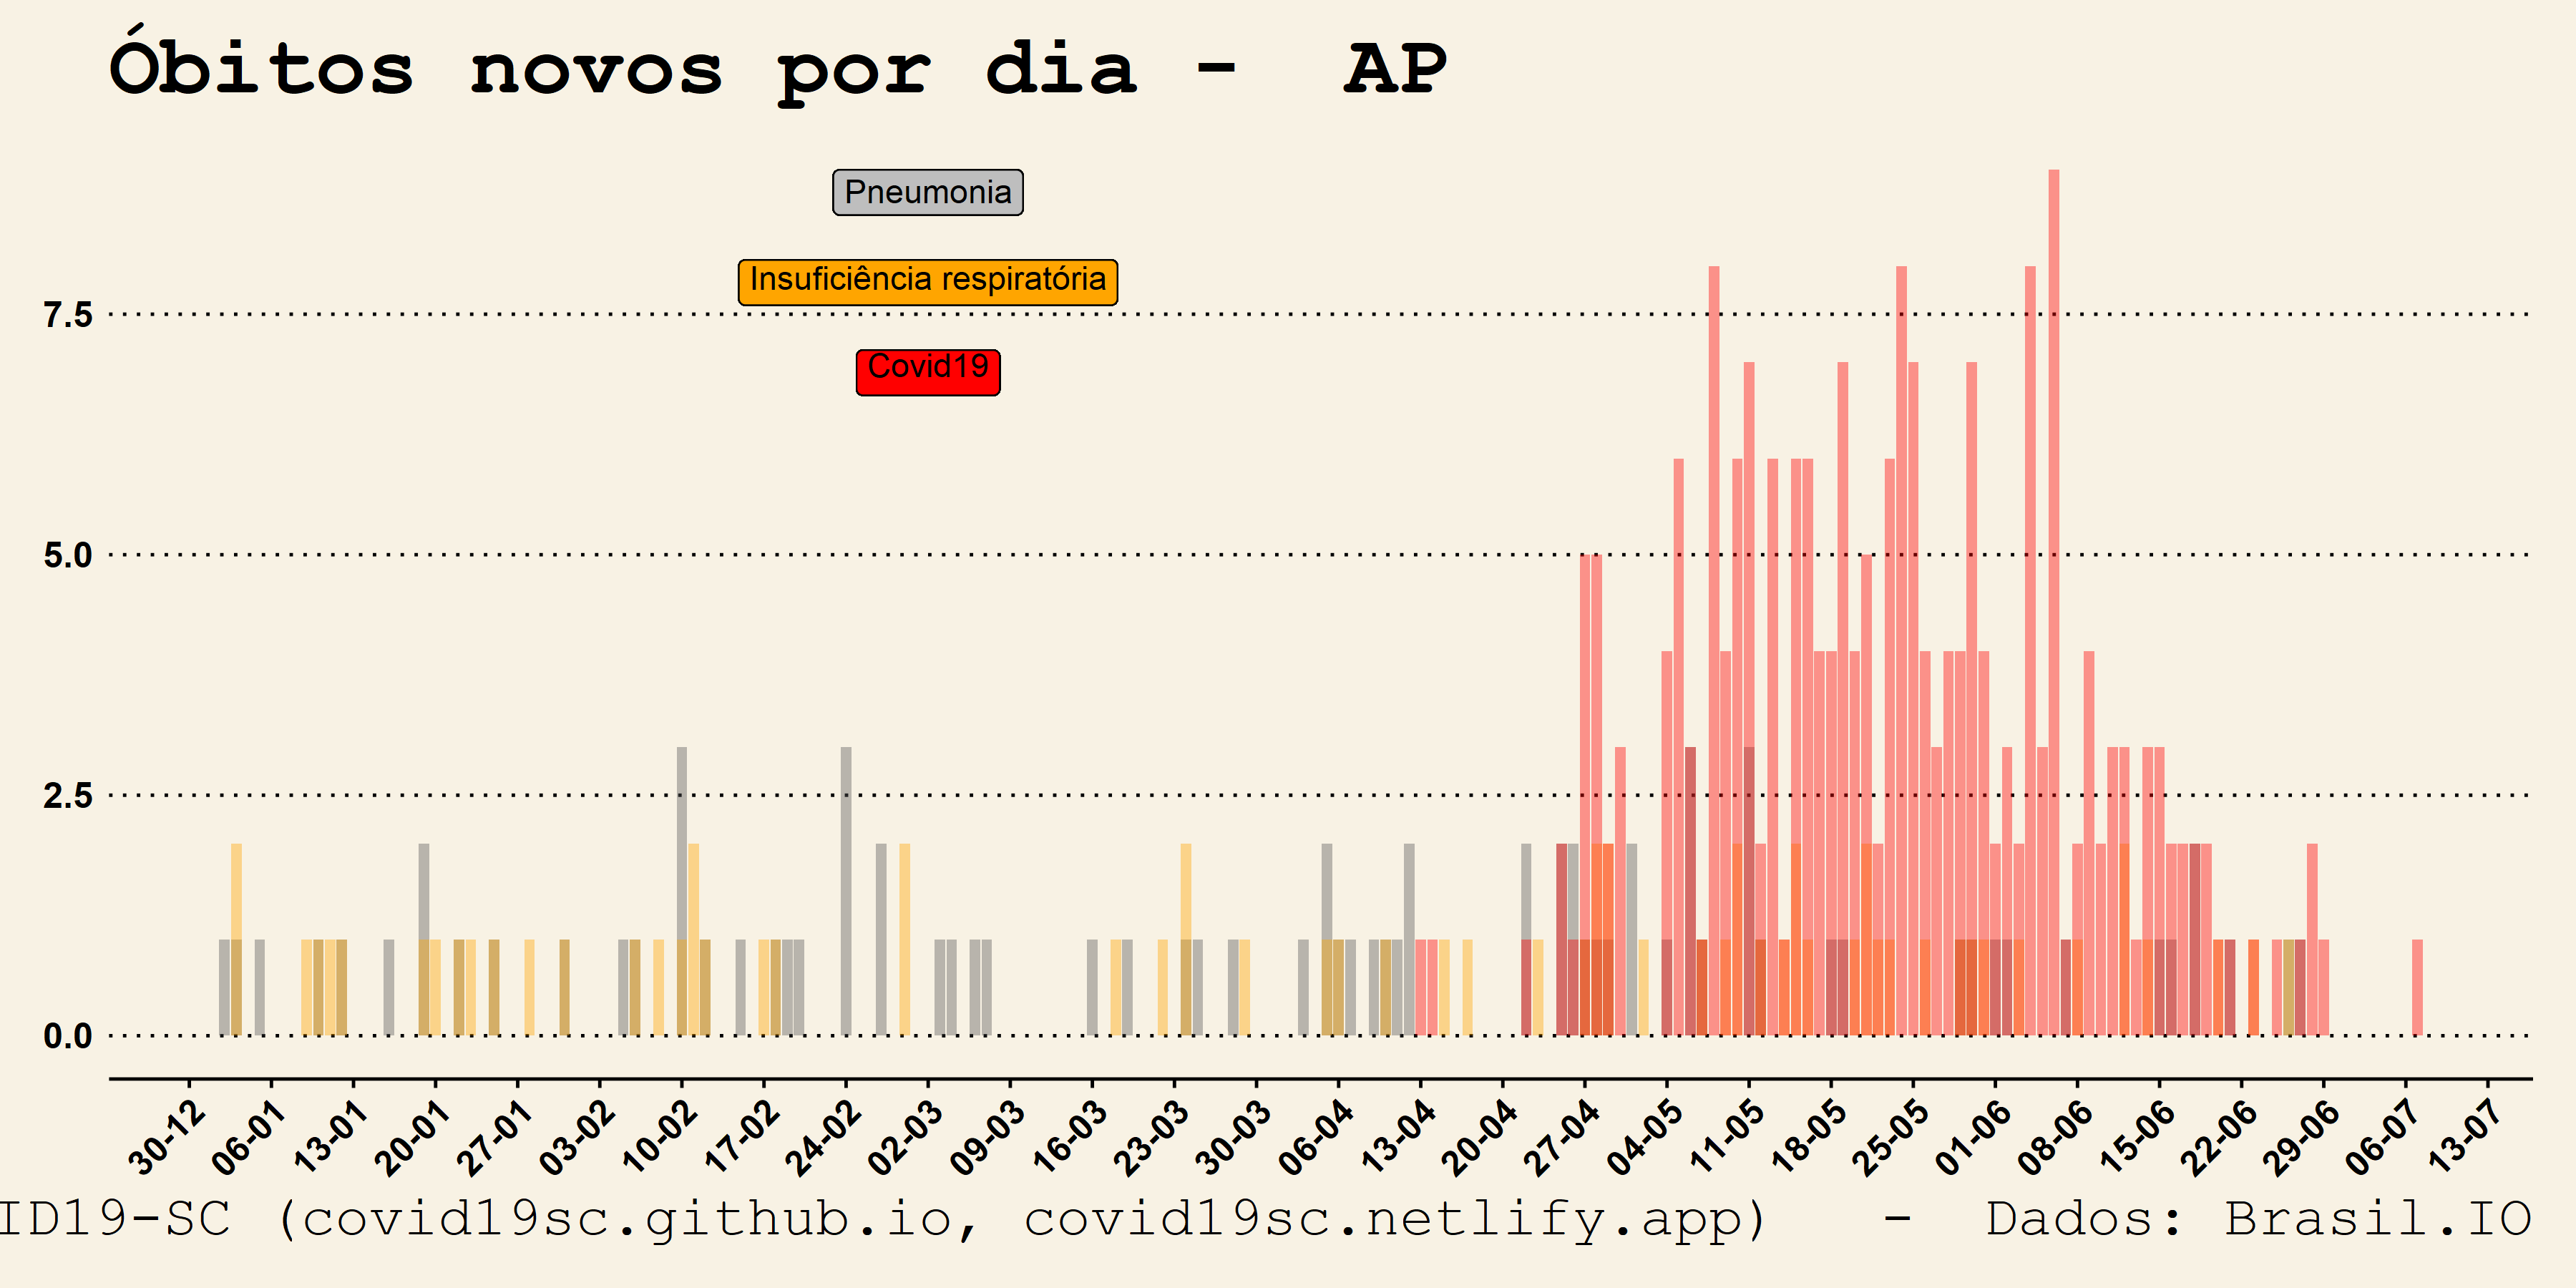 Óbitos novos por dia -  AP
Pneumonia
Insuficiência respiratória
Covid19
7.5
5.0
2.5
0.0
30-12 06-01 13-01 20-01 27-01 03-02 10-02 17-02 24-02 02-03 09-03 16-03 23-03 30-03 06-04 13-04 20-04 27-04 04-05 11-05 18-05 25-05 01-06 08-06 15-06 22-06 29-06 06-07 13-07
ID19-SC (covid19sc.github.io, covid19sc.netlify.app)  -  Dados: Brasil.IO